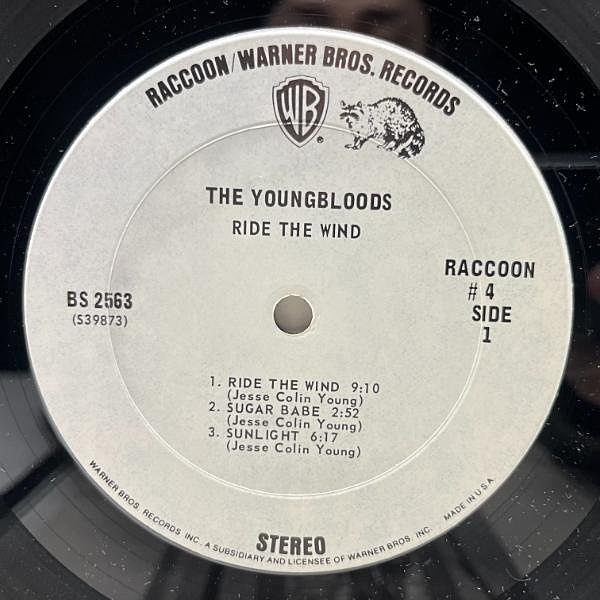 RACCOON/WARNER BROS. RECORDS
WB
®
THE YOUNGBLOODS
RIDE THE WIND
BS 2563
(S39873)
RACCOON
# 4
SIDE
1
1. RIDE THE WIND 9:10
(Jesse Colin Young)
2. SUGAR BABE 2:52
(Jesse Colin Young)
3. SUNLIGHT 6:17
(Jesse Colin Young)
STEREO
WARNER BROS. RECORDS INC., A SUBSIDIARY AND LICENSEE OF WARNER BROS. INC. MADE IN U.S.A.